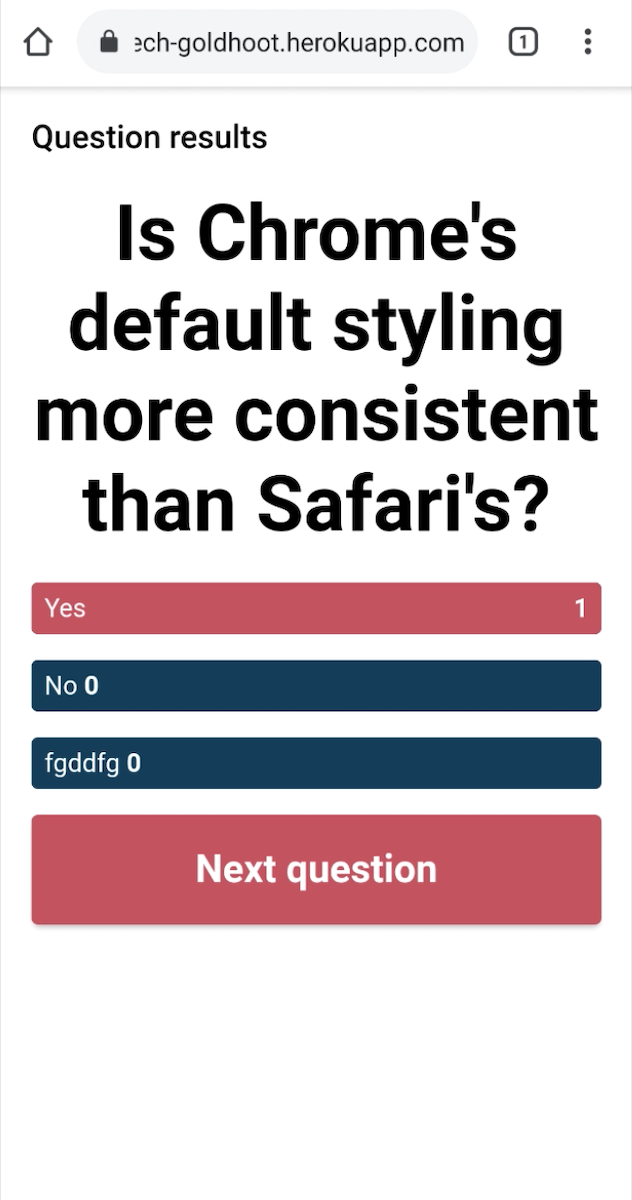 ech-goldhoot.herokuapp.com 1
Question results
Is Chrome's
default styling
more consistent
than Safari's?
Yes 1
No 0
fgddfg 0
Next question